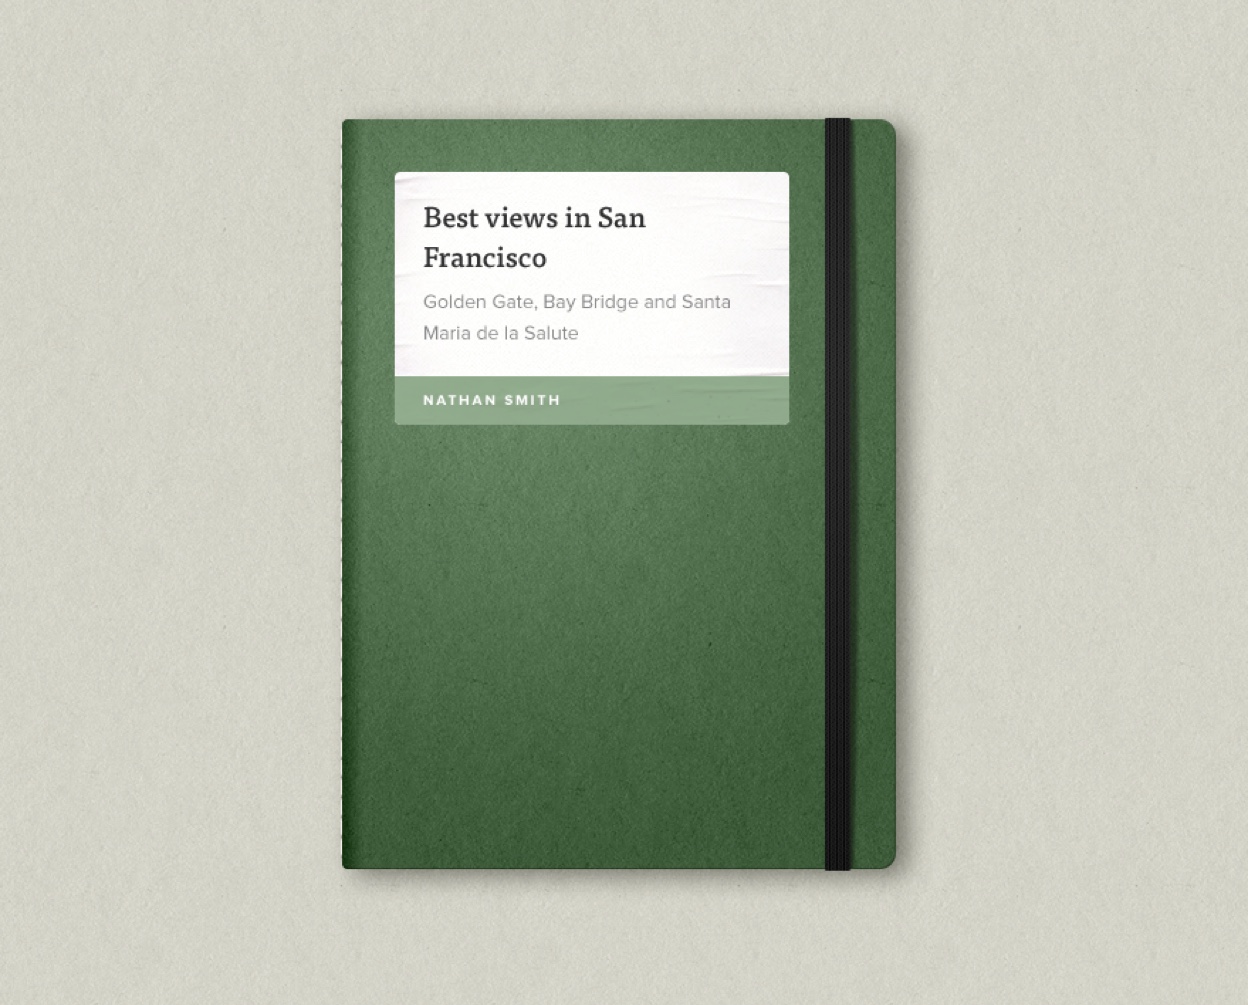 Best views in San
Francisco
Golden Gate, Bay Bridge and Santa
Maria de la Salute
NATHAN SMITH